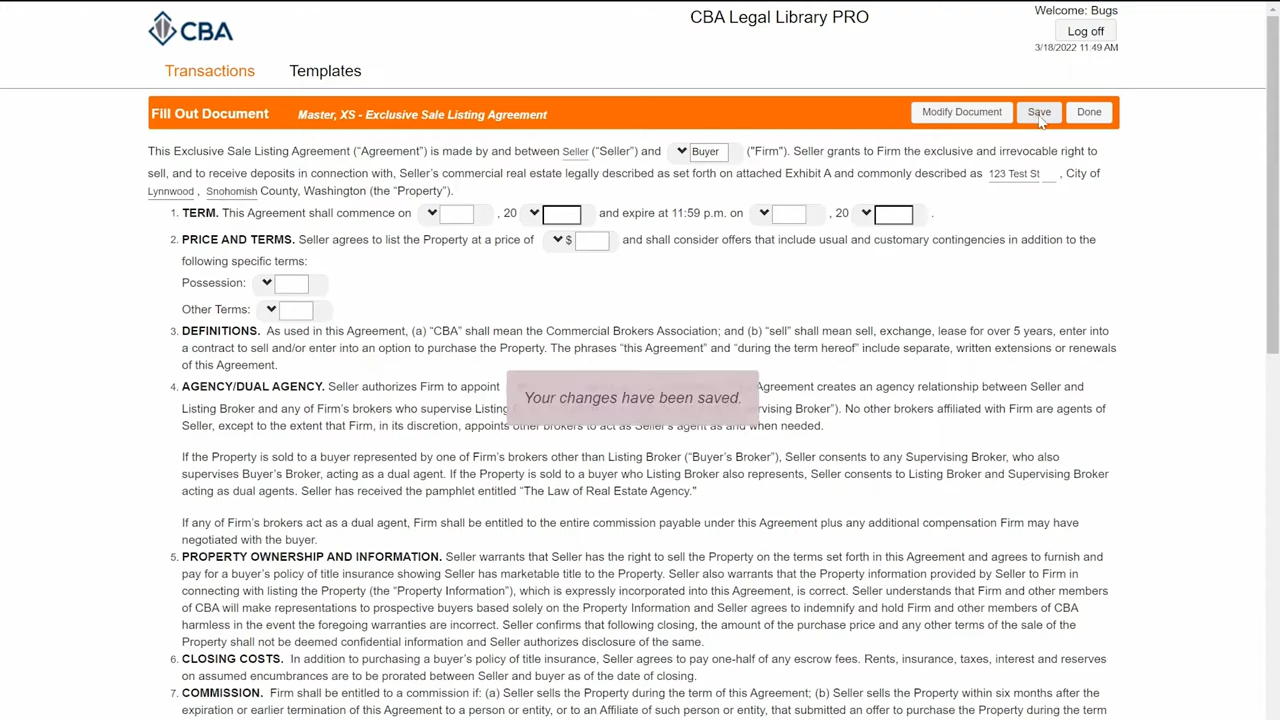 CBA
CBA Legal Library PRO
Welcome: Bugs
Log off
3/18/2022 11:49 AM
Transactions
Templates
Fill Out Document
Master, XS - Exclusive Sale Listing Agreement
Modify Document
Save
Done
This Exclusive Sale Listing Agreement (“Agreement”) is made by and between Seller (“Seller”) and Buyer ("Firm"). Seller grants to Firm the exclusive and irrevocable right to
sell, and to receive deposits in connection with, Seller’s commercial real estate legally described as set forth on attached Exhibit A and commonly described as 123 Test St , City of
Lynnwood , Snohomish County, Washington (the “Property”).
1. TERM. This Agreement shall commence on , 20 and expire at 11:59 p.m. on , 20 .
2. PRICE AND TERMS. Seller agrees to list the Property at a price of $ and shall consider offers that include usual and customary contingencies in addition to the
following specific terms:
Possession:
Other Terms:
3. DEFINITIONS. As used in this Agreement, (a) “CBA” shall mean the Commercial Brokers Association; and (b) “sell” shall mean sell, exchange, lease for over 5 years, enter into
a contract to sell and/or enter into an option to purchase the Property. The phrases “this Agreement” and “during the term hereof” include separate, written extensions or renewals
of this Agreement.
4. AGENCY/DUAL AGENCY. Seller authorizes Firm to appoint Agreement creates an agency relationship between Seller and
Your changes have been saved.
Listing Broker and any of Firm’s brokers who supervise Listing Broker”). No other brokers affiliated with Firm are agents of
Seller, except to the extent that Firm, in its discretion, appoints other brokers to act as Seller’s agent as and when needed.
If the Property is sold to a buyer represented by one of Firm’s brokers other than Listing Broker (“Buyer’s Broker”), Seller consents to any Supervising Broker, who also
supervises Buyer’s Broker, acting as a dual agent. If the Property is sold to a buyer who Listing Broker also represents, Seller consents to Listing Broker and Supervising Broker
acting as dual agents. Seller has received the pamphlet entitled “The Law of Real Estate Agency.”
If any of Firm’s brokers act as a dual agent, Firm shall be entitled to the entire commission payable under this Agreement plus any additional compensation Firm may have
negotiated with the buyer.
5. PROPERTY OWNERSHIP AND INFORMATION. Seller warrants that Seller has the right to sell the Property on the terms set forth in this Agreement and agrees to furnish and
pay for a buyer’s policy of title insurance showing Seller has marketable title to the Property. Seller also warrants that the Property information provided by Seller to Firm in
connection with listing the Property (the “Property Information”), which is expressly incorporated into this Agreement, is correct. Seller understands that Firm and other members
of CBA will make representations to prospective buyers based solely on the Property Information and Seller agrees to indemnify and hold Firm and other members of CBA
harmless in the event the foregoing warranties are incorrect. Seller confirms that following closing, the amount of the purchase price and any other terms of the sale of the
Property shall not be deemed confidential information and Seller authorizes disclosure of the same.
6. CLOSING COSTS. In addition to purchasing a buyer’s policy of title insurance, Seller agrees to pay one-half of any escrow fees. Rents, insurance, taxes, interest and reserves
on assumed encumbrances are to be prorated between Seller and buyer as of the date of closing.
7. COMMISSION. Firm shall be entitled to a commission if: (a) Seller sells the Property during the term of this Agreement; (b) Seller sells the Property within six months after the
expiration or earlier termination of this Agreement to a person or entity, or to an Affiliate of such person or entity, that submitted an offer to purchase the Property during the term